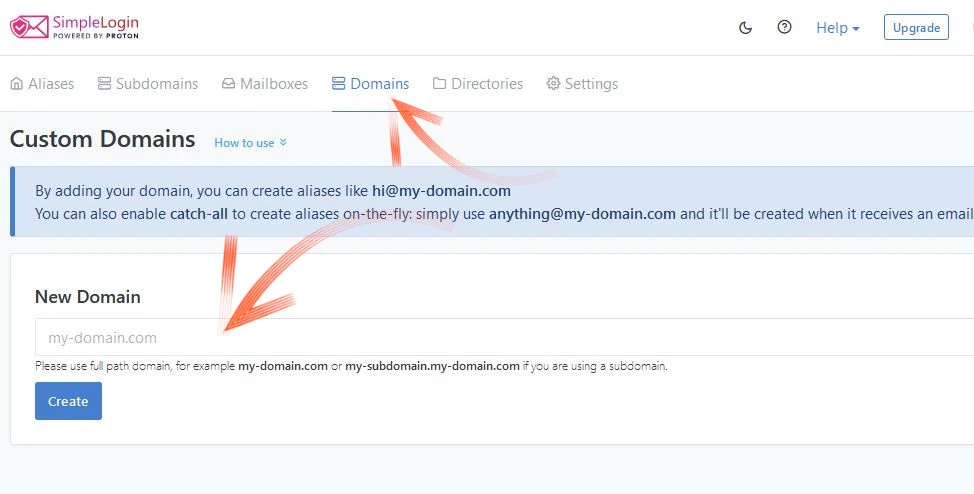 SimpleLogin
POWERED BY PROTON
Help
Upgrade
Aliases
Subdomains
Mailboxes
Domains
Directories
Settings
Custom Domains
How to use
By adding your domain, you can create aliases like hi@my-domain.com
You can also enable catch-all to create aliases on-the-fly: simply use anything@my-domain.com and it'll be created when it receives an email
New Domain
my-domain.com
Please use full path domain, for example my-domain.com or my-subdomain.my-domain.com if you are using a subdomain.
Create